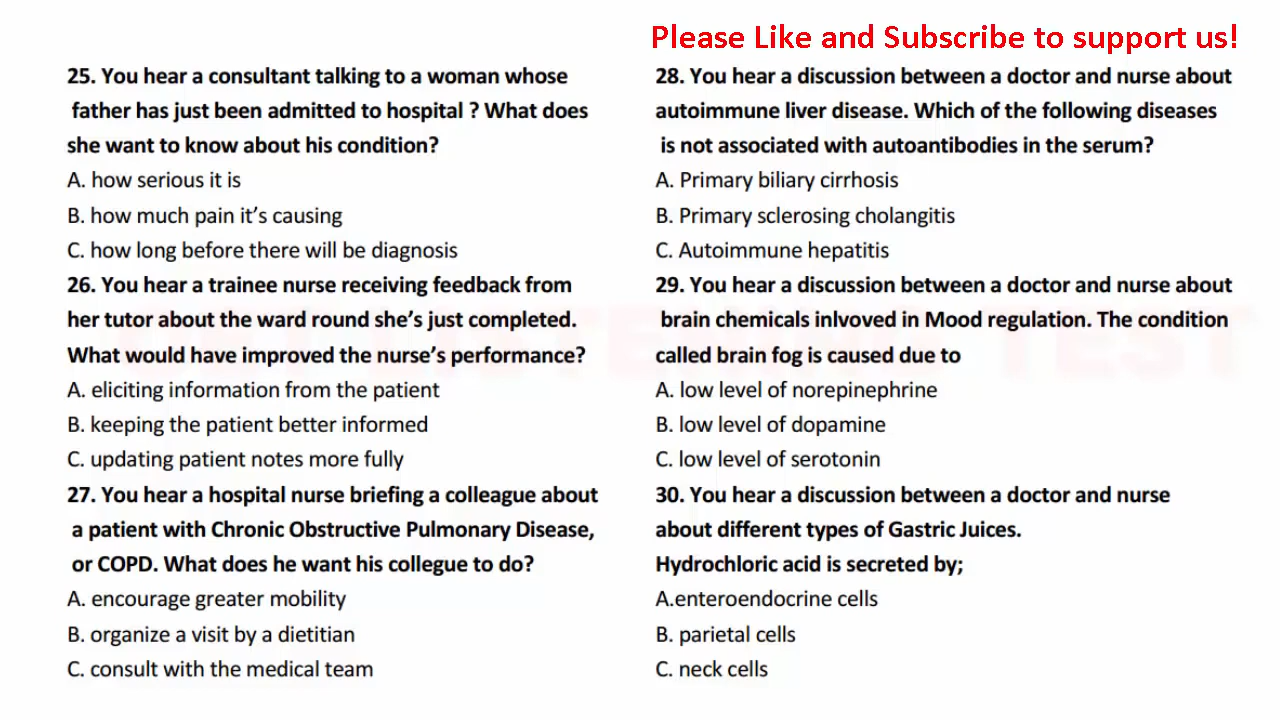 Please Like and Subscribe to support us!
25. You hear a consultant talking to a woman whose
father has just been admitted to hospital ? What does
she want to know about his condition?
A. how serious it is
B. how much pain it's causing
C. how long before there will be diagnosis
26. You hear a trainee nurse receiving feedback from
her tutor about the ward round she's just completed.
What would have improved the nurse's performance?
A. eliciting information from the patient
B. keeping the patient better informed
C. updating patient notes more fully
27. You hear a hospital nurse briefing a colleague about
a patient with Chronic Obstructive Pulmonary Disease,
or COPD. What does he want his collegue to do?
A. encourage greater mobility
B. organize a visit by a dietitian
C. consult with the medical team
28. You hear a discussion between a doctor and nurse about
autoimmune liver disease. Which of the following diseases
is not associated with autoantibodies in the serum?
A. Primary biliary cirrhosis
B. Primary sclerosing cholangitis
C. Autoimmune hepatitis
29. You hear a discussion between a doctor and nurse about
brain chemicals inlvoved in Mood regulation. The condition
called brain fog is caused due to
A. low level of norepinephrine
B. low level of dopamine
C. low level of serotonin
30. You hear a discussion between a doctor and nurse
about different types of Gastric Juices.
Hydrochloric acid is secreted by;
A.enteroendocrine cells
B. parietal cells
C. neck cells
LISTENING TEST